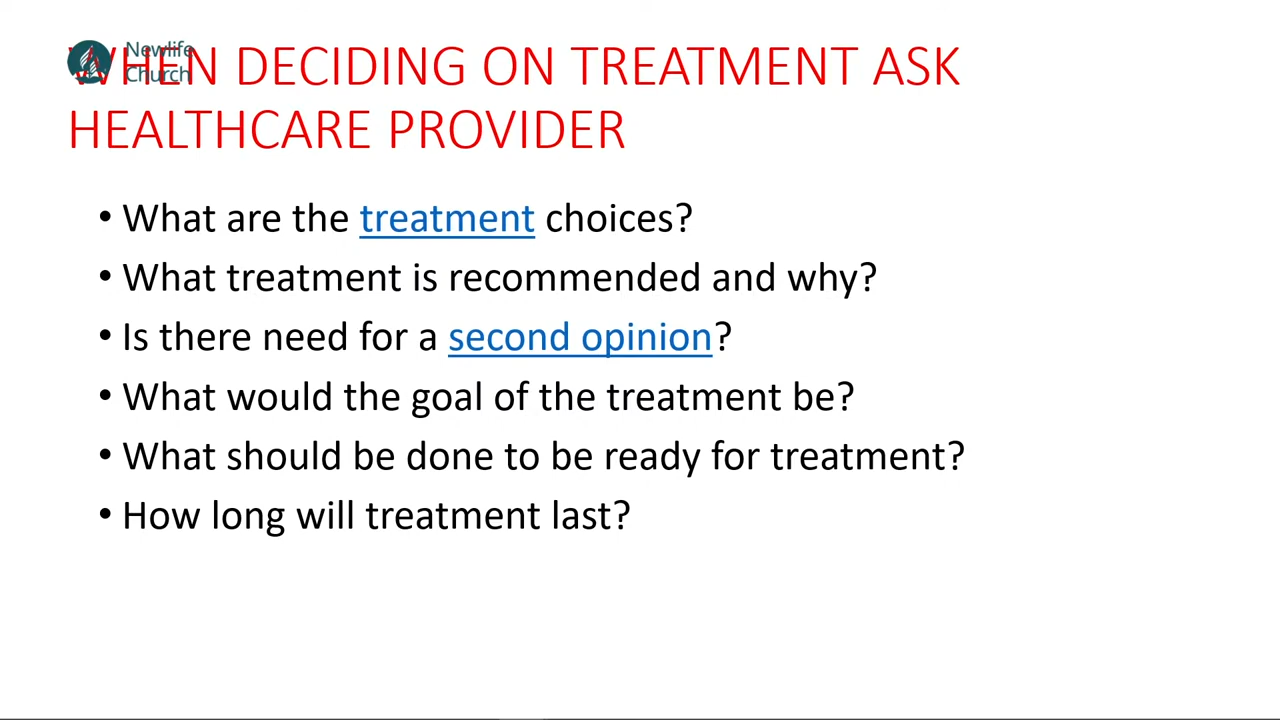 Newlife
Church
WHEN DECIDING ON TREATMENT ASK
HEALTHCARE PROVIDER
• What are the treatment choices?
• What treatment is recommended and why?
• Is there need for a second opinion?
• What would the goal of the treatment be?
• What should be done to be ready for treatment?
• How long will treatment last?